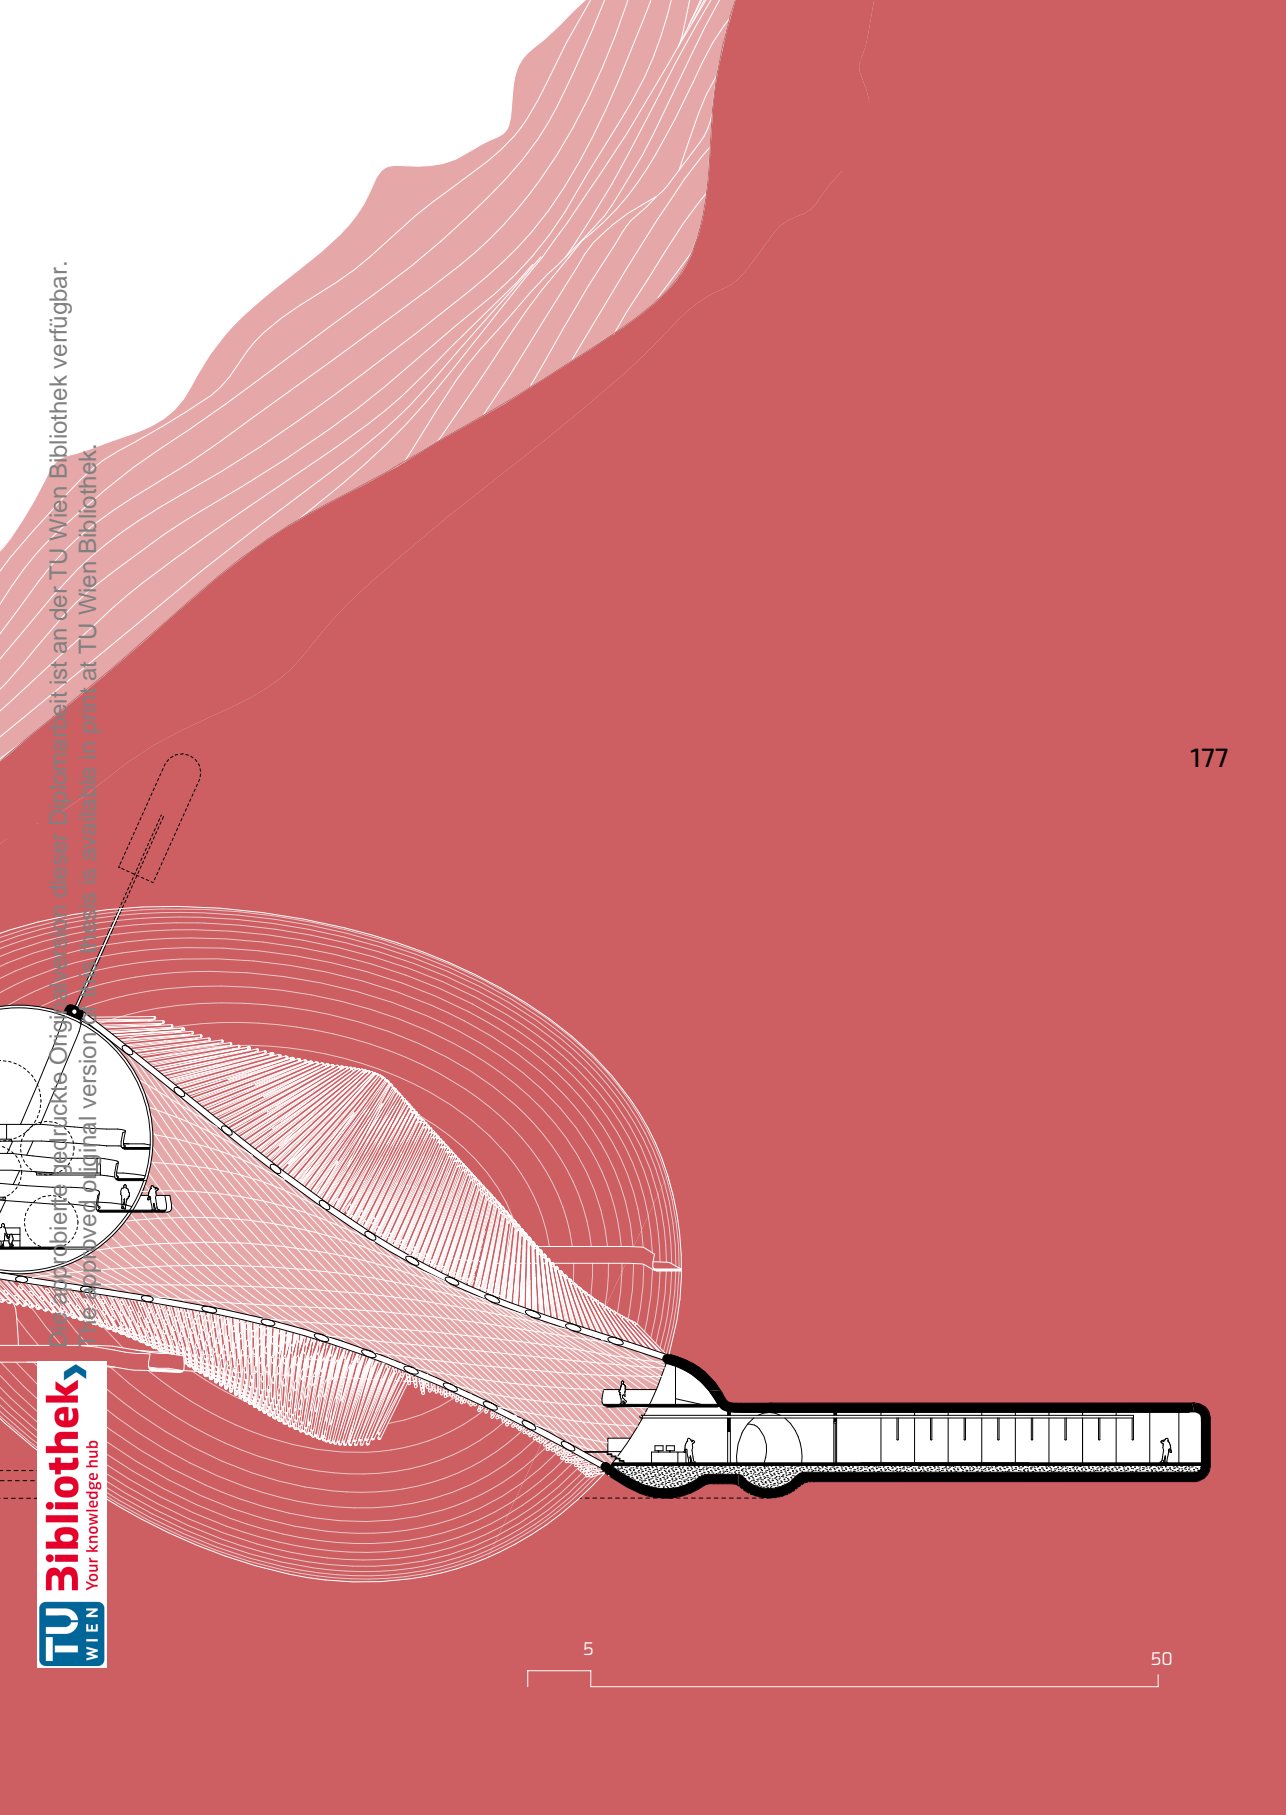 Die approbierte gedruckte Originalversion dieser Diplomarbeit ist an der TU Wien Bibliothek verfügbar.
The approved original version of this thesis is available in print at TU Wien Bibliothek.
177
TU WIEN
Bibliothek
Your knowledge hub
5
50